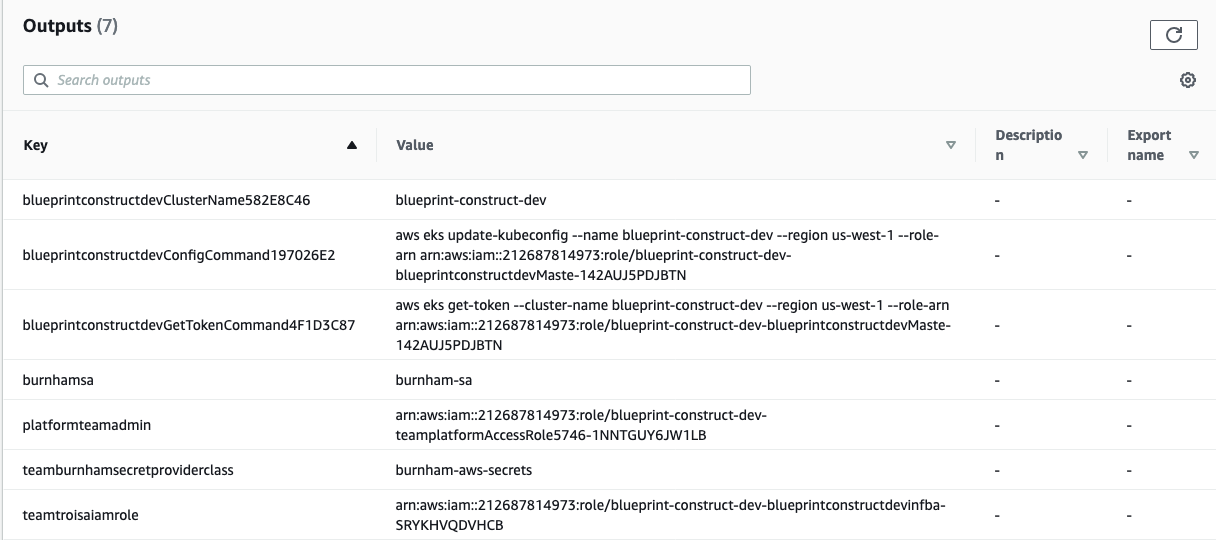 Outputs (7)
Search outputs
Key
Value
Descriptio
n
Export
name
blueprintconstructdevClusterName582E8C46
blueprint-construct-dev
-
-
blueprintconstructdevConfigCommand197026E2
aws eks update-kubeconfig --name blueprint-construct-dev --region us-west-1 --role-
arn arn:aws:iam::212687814973:role/blueprint-construct-dev-
blueprintconstructdevMaste-142AUJ5PDJBTN
-
-
blueprintconstructdevGetTokenCommand4F1D3C87
aws eks get-token --cluster-name blueprint-construct-dev --region us-west-1 --role-arn
arn:aws:iam::212687814973:role/blueprint-construct-dev-blueprintconstructdevMaste-
142AUJ5PDJBTN
-
-
burnhamsa
burnham-sa
-
-
platformteamadmin
arn:aws:iam::212687814973:role/blueprint-construct-dev-
teamplatformAccessRole5746-1NNTGUY6JW1LB
-
-
teamburnhamsecretproviderclass
burnham-aws-secrets
-
-
teamtroisaiamrole
arn:aws:iam::212687814973:role/blueprint-construct-dev-blueprintconstructdevinfba-
SRYKHVQDVHCB
-
-